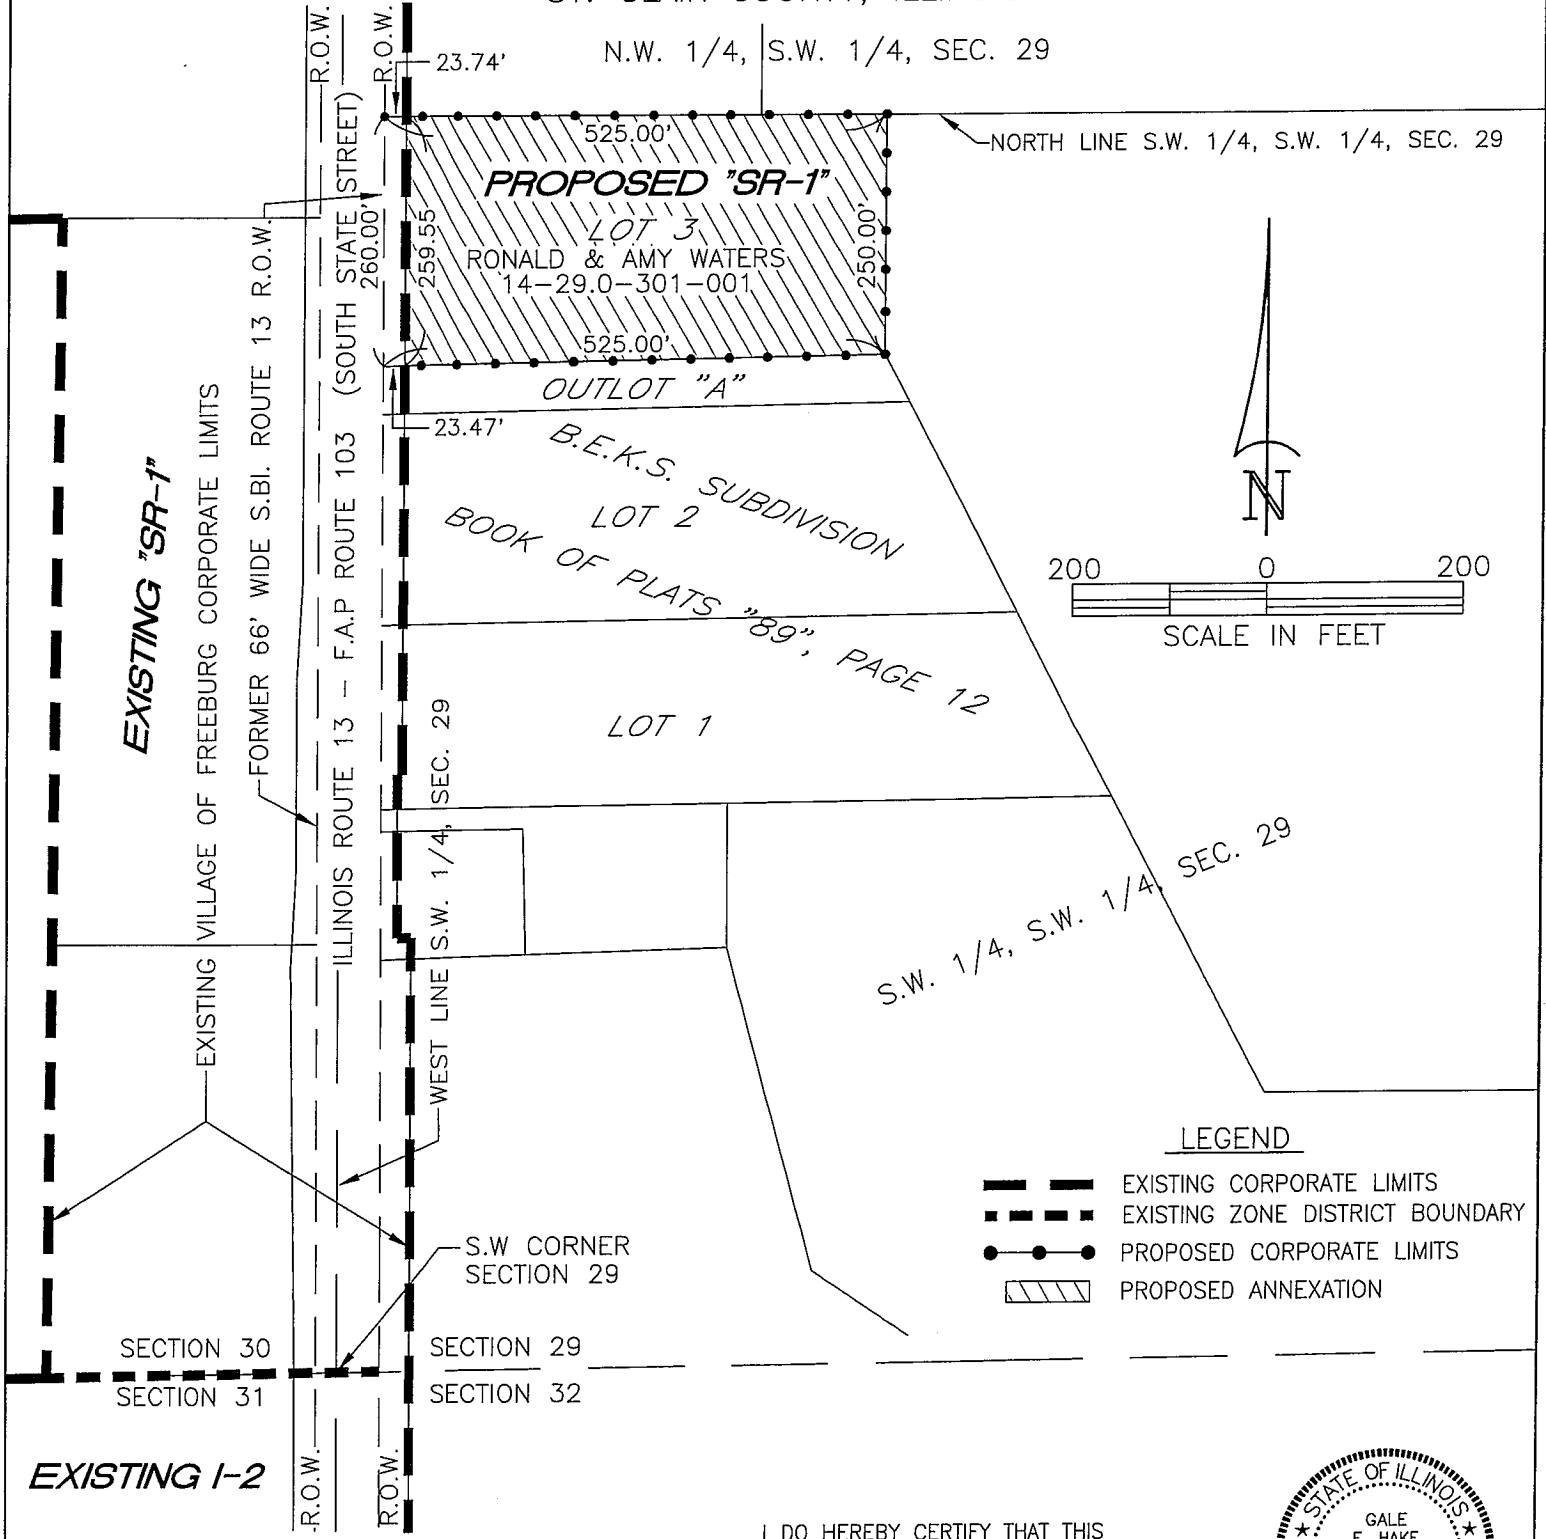 N.W. 1/4, S.W. 1/4, SEC. 29
R.O.W.
R.O.W.
23.74'
525.00'
NORTH LINE S.W. 1/4, S.W. 1/4, SEC. 29
PROPOSED "SR-1"
LOT 3
RONALD & AMY WATERS
14-29.0-301-001
260.00'
259.55
250.00'
525.00'
OUTLOT "A"
23.47'
B.E.K.S. SUBDIVISION
BOOK OF PLATS "89", PAGE 12
LOT 2
LOT 1
EXISTING "SR-1"
EXISTING VILLAGE OF FREEBURG CORPORATE LIMITS
FORMER 66' WIDE S.BI. ROUTE 13 R.O.W.
ILLINOIS ROUTE 13 - F.A.P ROUTE 103 (SOUTH STATE STREET)
WEST LINE S.W. 1/4, SEC. 29
N
200 0 200
SCALE IN FEET
S.W. 1/4, S.W. 1/4, SEC. 29
LEGEND
EXISTING CORPORATE LIMITS
EXISTING ZONE DISTRICT BOUNDARY
PROPOSED CORPORATE LIMITS
PROPOSED ANNEXATION
S.W CORNER
SECTION 29
SECTION 30
SECTION 29
SECTION 31
SECTION 32
EXISTING I-2
R.O.W.
R.O.W.
I DO HEREBY CERTIFY THAT THIS
STATE OF ILLINOIS
GALE
E. HAKE